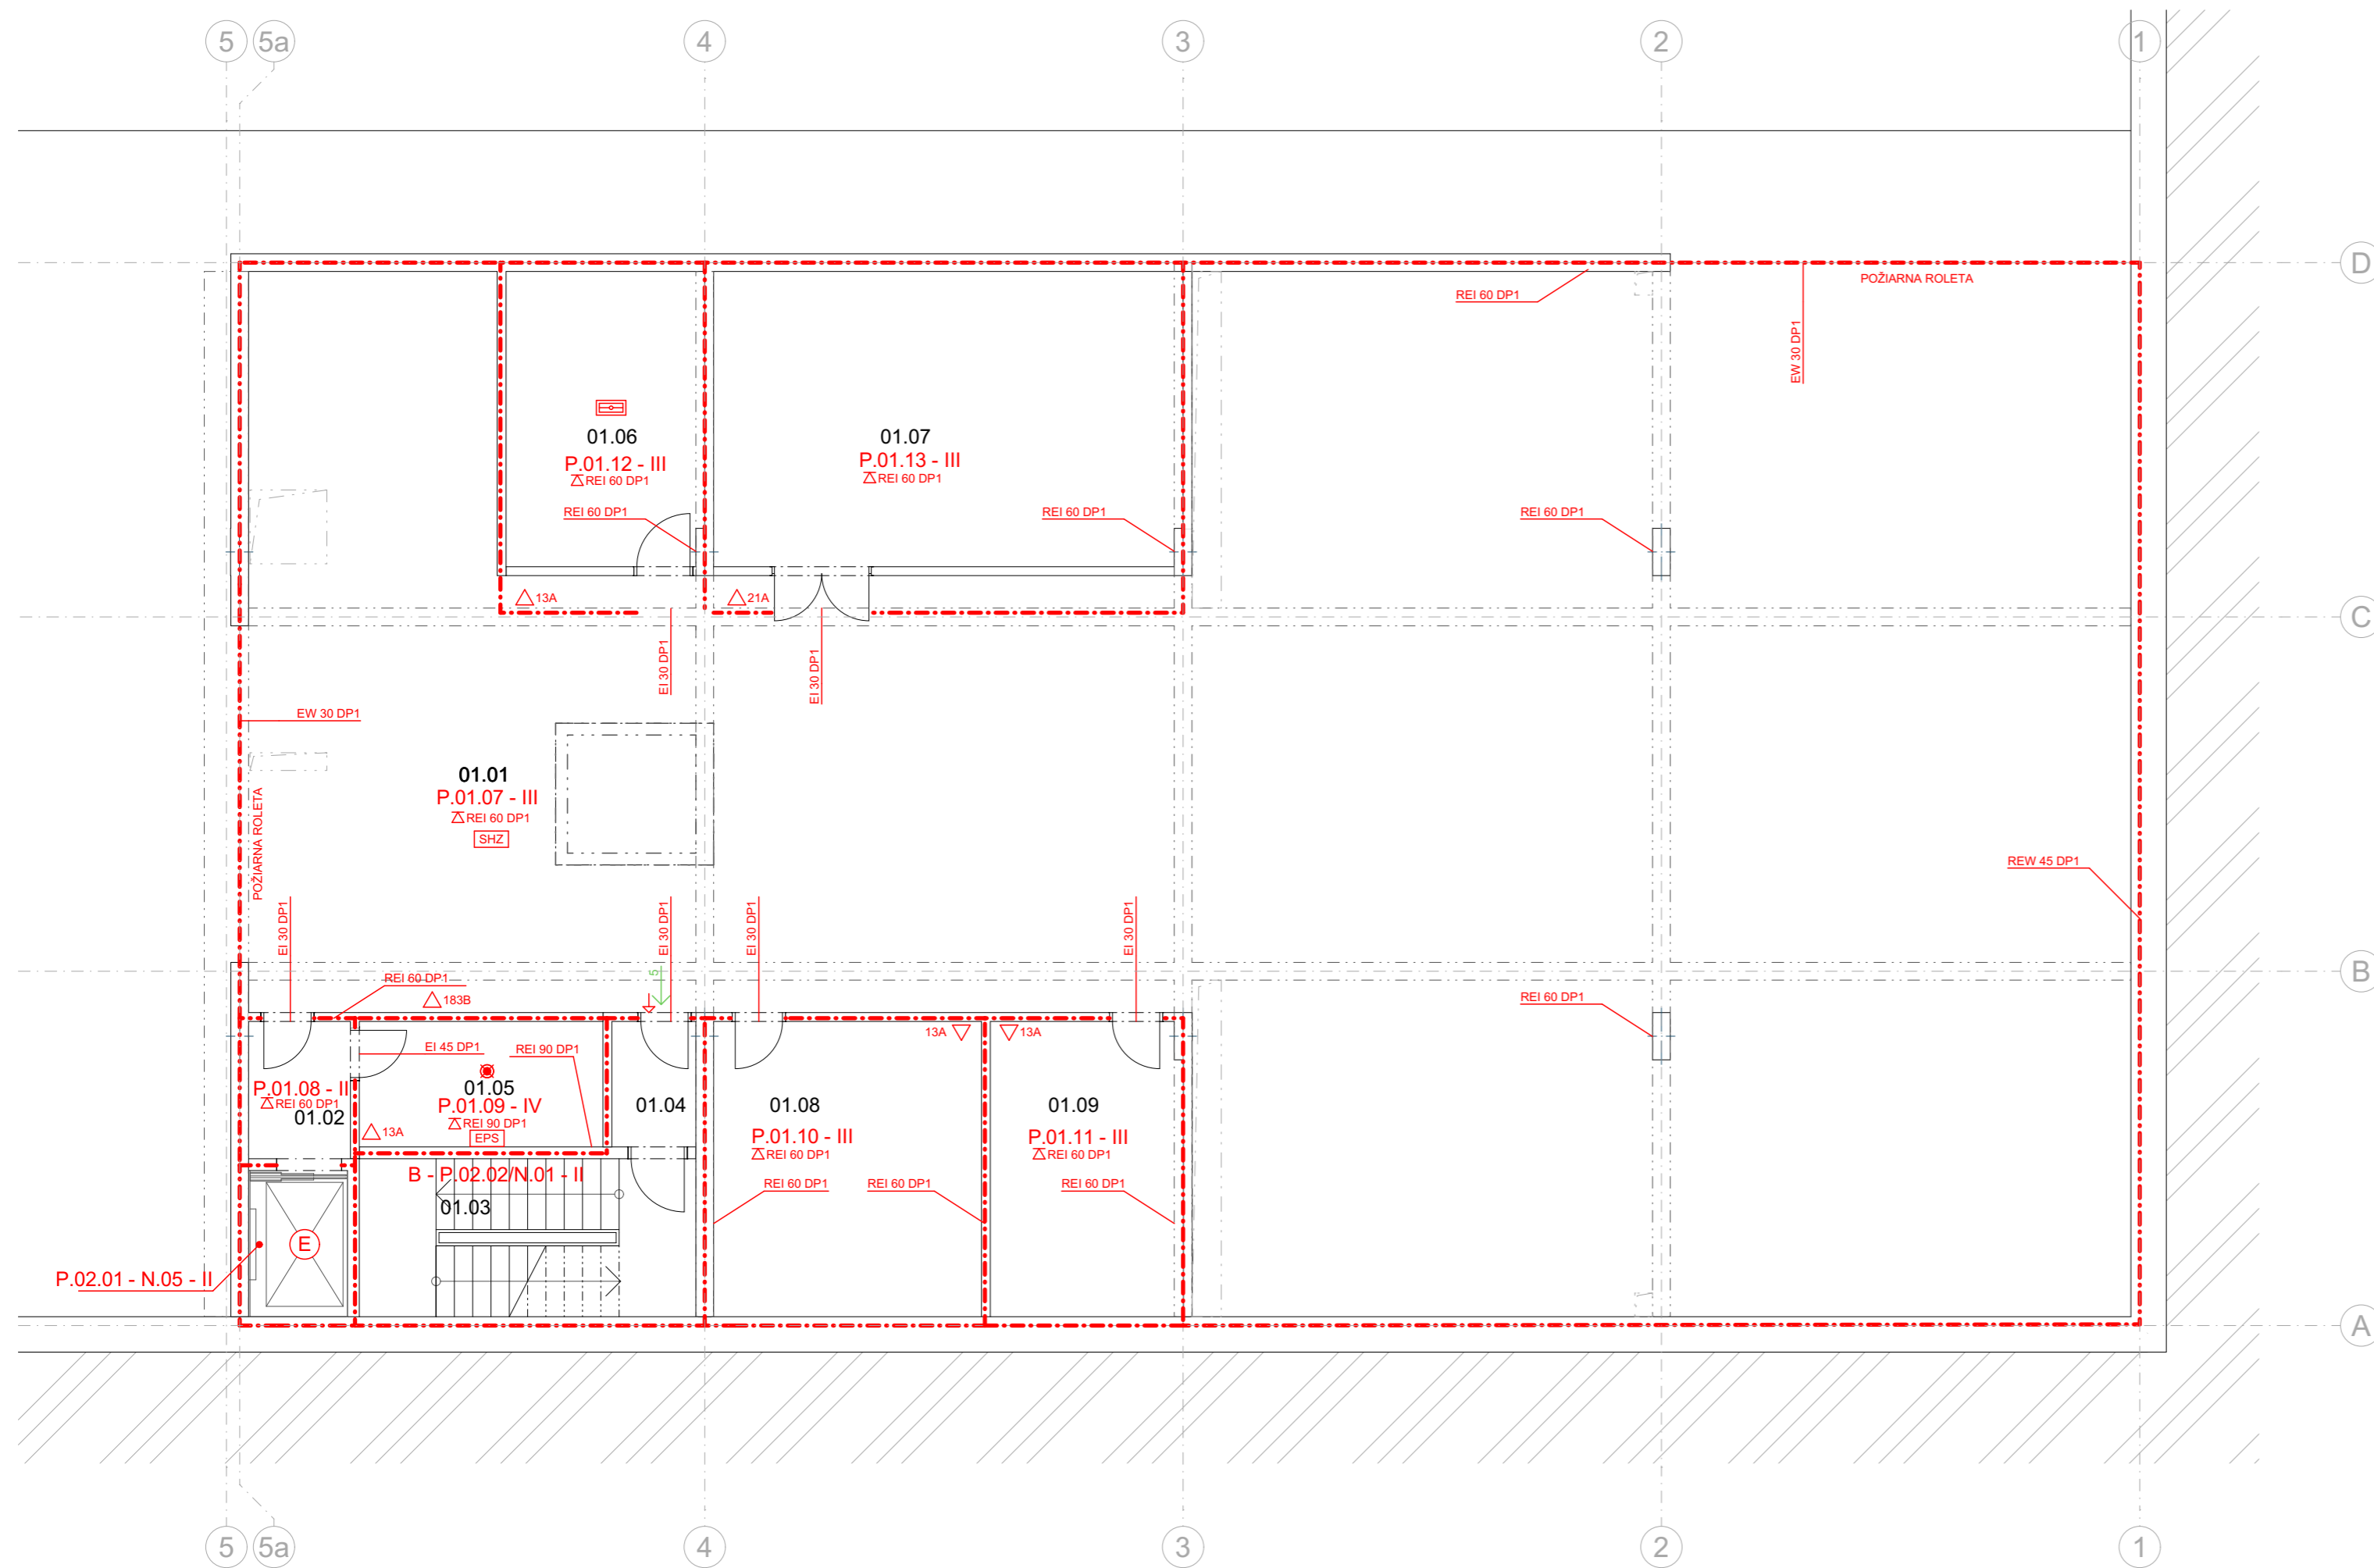 5 5a 4 3 2 1
D
POŽIARNA ROLETA
REI 60 DP1
EW 30 DP1
01.06
P.01.12 - III
REI 60 DP1
01.07
P.01.13 - III
REI 60 DP1
REI 60 DP1
REI 60 DP1
REI 60 DP1
13A
21A
C
EI 30 DP1
EI 30 DP1
EW 30 DP1
01.01
P.01.07 - III
REI 60 DP1
SHZ
POŽIARNA ROLETA
REW 45 DP1
EI 30 DP1
EI 30 DP1
EI 30 DP1
EI 30 DP1
B
REI 60 DP1
5
183B
REI 60 DP1
13A
13A
EI 45 DP1
REI 90 DP1
P.01.08 - II
REI 60 DP1
01.02
01.05
P.01.09 - IV
REI 90 DP1
EPS
13A
01.04
01.08
P.01.10 - III
REI 60 DP1
01.09
P.01.11 - III
REI 60 DP1
B - P.02.02/N.01 - II
01.03
REI 60 DP1
REI 60 DP1
REI 60 DP1
E
P.02.01 - N.05 - II
A
5 5a 4 3 2 1